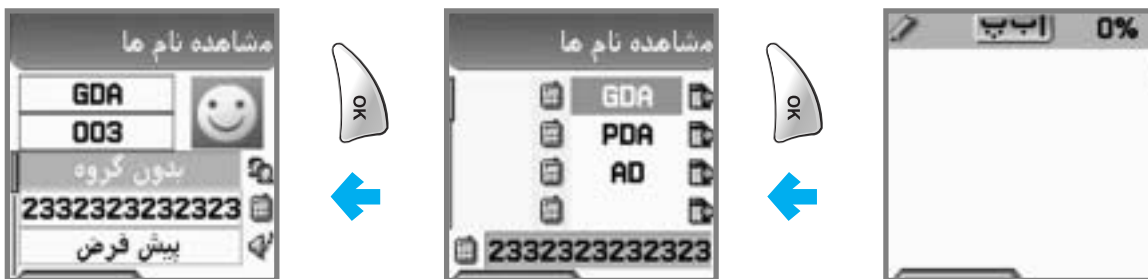 0% اب‌پ
OK
مشاهده نام ها
GDA
PDA
AD
2332323232323
OK
مشاهده نام ها
GDA
003
بدون گروه
2332323232323
پیش فرض